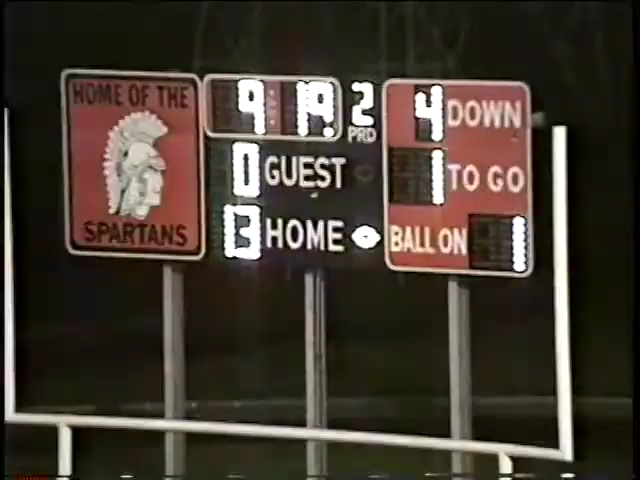 HOME OF THE
SPARTANS
9 19.
2
PRD
0 GUEST
3 HOME
4 DOWN
1 TO GO
BALL ON 1